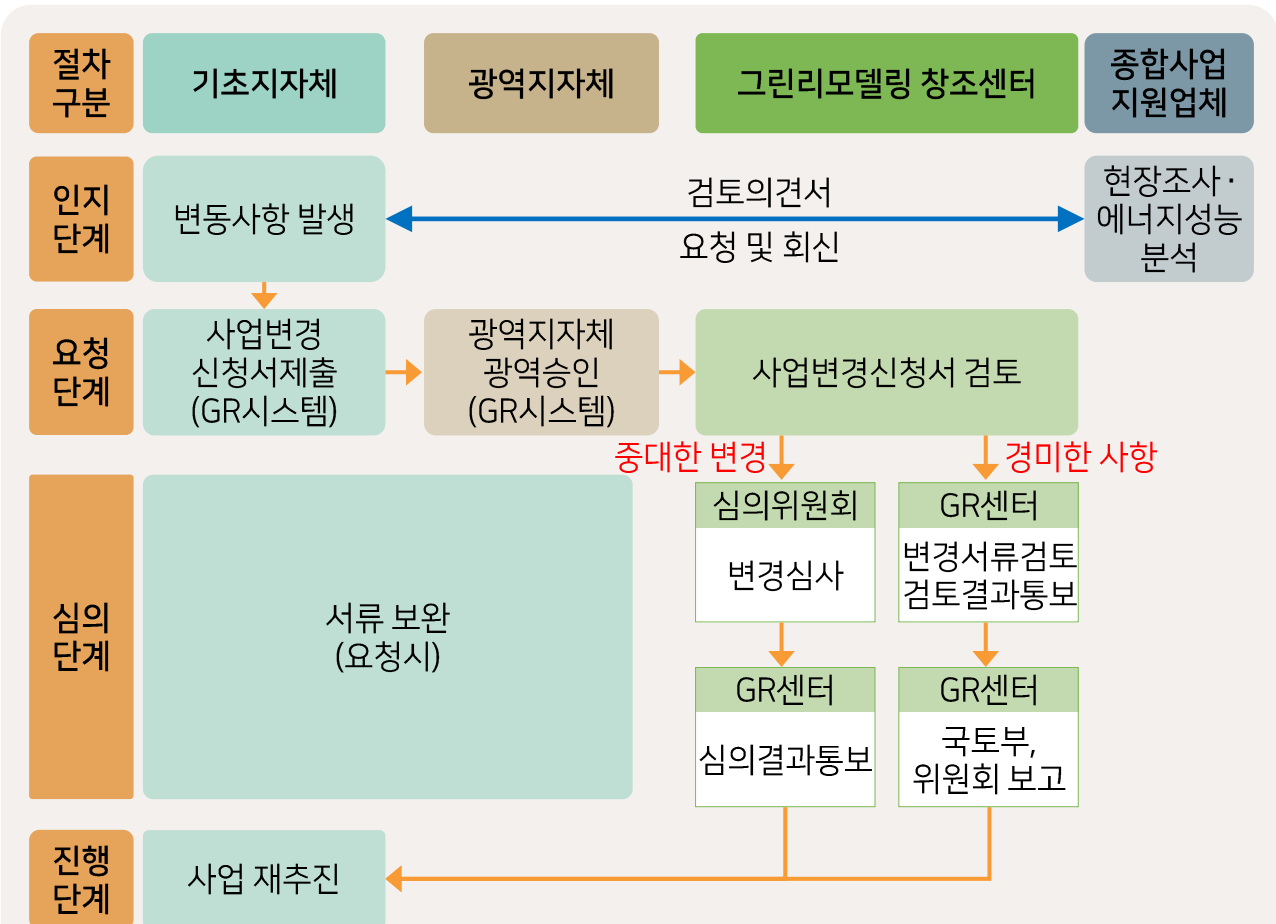 절차
구분
기초지자체
광역지자체
그린리모델링 창조센터
종합사업
지원업체
인지
단계
변동사항 발생
검토의견서
요청 및 회신
현장조사·
에너지성능
분석
요청
단계
사업변경
신청서제출
(GR시스템)
광역지자체
광역승인
(GR시스템)
사업변경신청서 검토
중대한 변경
경미한 사항
심의
단계
서류 보완
(요청시)
심의위원회
변경심사
GR센터
변경서류검토
검토결과통보
GR센터
심의결과통보
GR센터
국토부,
위원회 보고
진행
단계
사업 재추진